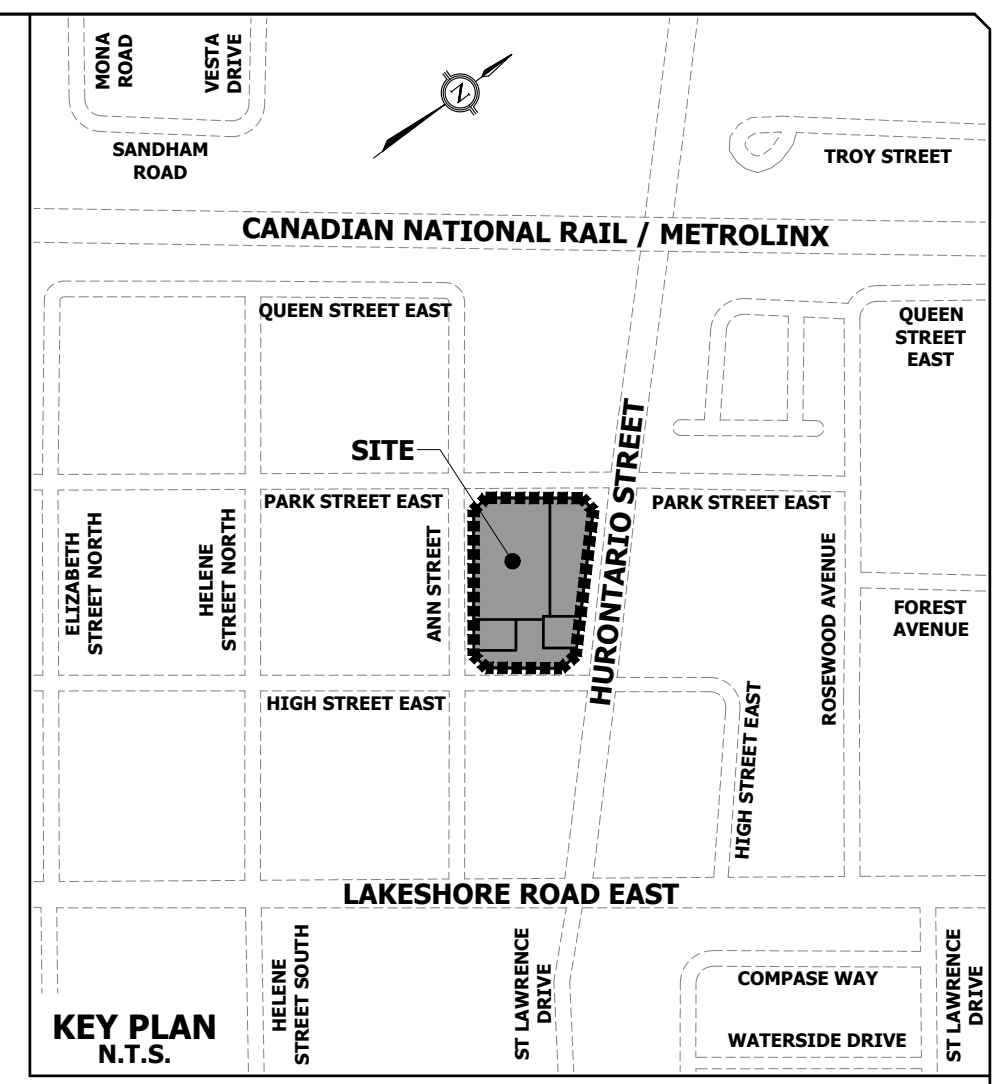 MONA
ROAD
VESTA
DRIVE
N
SANDHAM
ROAD
TROY STREET
CANADIAN NATIONAL RAIL / METROLINX
QUEEN STREET EAST
QUEEN
STREET
EAST
SITE
HURONTARIO STREET
PARK STREET EAST
PARK STREET EAST
ELIZABETH
STREET NORTH
HELENE
STREET NORTH
ANN STREET
ROSEWOOD AVENUE
FOREST
AVENUE
HIGH STREET EAST
HIGH STREET EAST
LAKESHORE ROAD EAST
HELENE
STREET SOUTH
ST LAWRENCE
DRIVE
COMPASE WAY
ST LAWRENCE
DRIVE
WATERSIDE DRIVE
KEY PLAN
N.T.S.